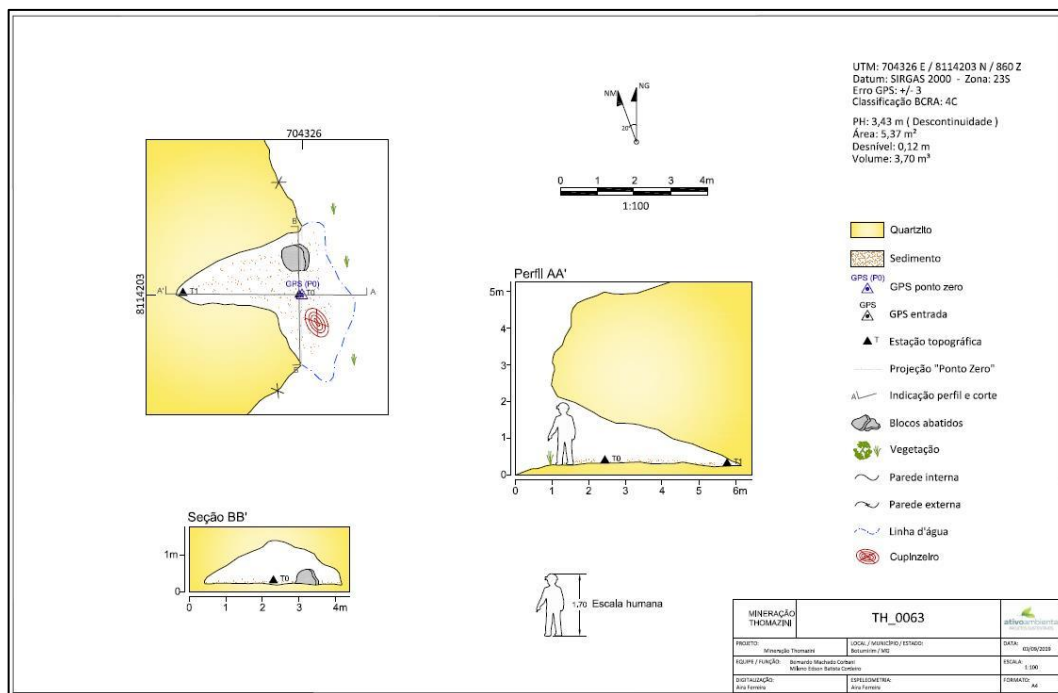 UTM: 704326 E / 8114203 N / 860 Z
Datum: SIRGAS 2000 - Zona: 23S
Erro GPS: +/- 3
Classificação BCRA: 4C
PH: 3,43 m ( Descontinuidade )
Área: 5,37 m²
Desnível: 0,12 m
Volume: 3,70 m³
NM NG
20°
0 1 2 3 4m
1:100
704326
8114203
B
GPS (P0)
A' T1 T0 A
B
Perfil AA'
5m
4
3
2
1
0
T0 T1
0 1 2 3 4 5 6m
Seção BB'
1m
0
T0
0 1 2 3 4m
1.70 Escala humana
Quartzito
Sedimento
GPS (P0) GPS ponto zero
GPS GPS entrada
T Estação topográfica
Projeção "Ponto Zero"
A Indicação perfil e corte
Blocos abatidos
Vegetação
Parede interna
Parede externa
Linha d'água
Cupinzeiro
MINERAÇÃO THOMAZINI
TH_0063
ativoambiental
PROJETO:
Mineração Thomazini
LOCAL / MUNICÍPIO / ESTADO:
Botumirim / MG
DATA:
EQUIPE / FUNÇÃO: Bernardo Machado Corbani
Milano Edson Batista Cordeiro
ESCALA:
1:100
DIGITALIZAÇÃO:
Aira Ferreira
ESPELEOMETRIA:
Aira Ferreira
FORMATO:
A4